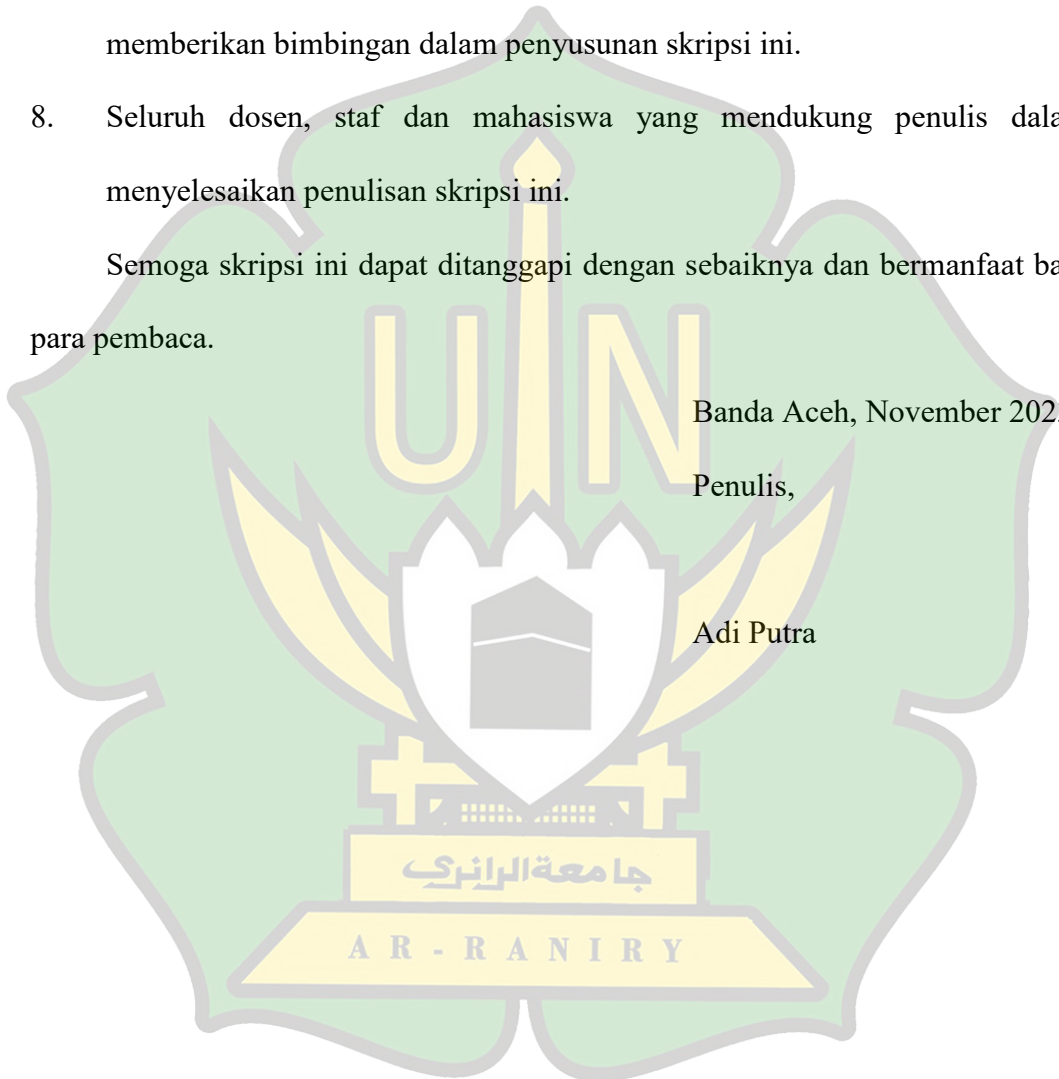 memberikan bimbingan dalam penyusunan skripsi ini.
8. Seluruh dosen, staf dan mahasiswa yang mendukung penulis dala
menyelesaikan penulisan skripsi ini.
Semoga skripsi ini dapat ditanggapi dengan sebaiknya dan bermanfaat ba
para pembaca.
Banda Aceh, November 202
Penulis,
Adi Putra
UIN
جامعةالرانري
AR-RANIRY